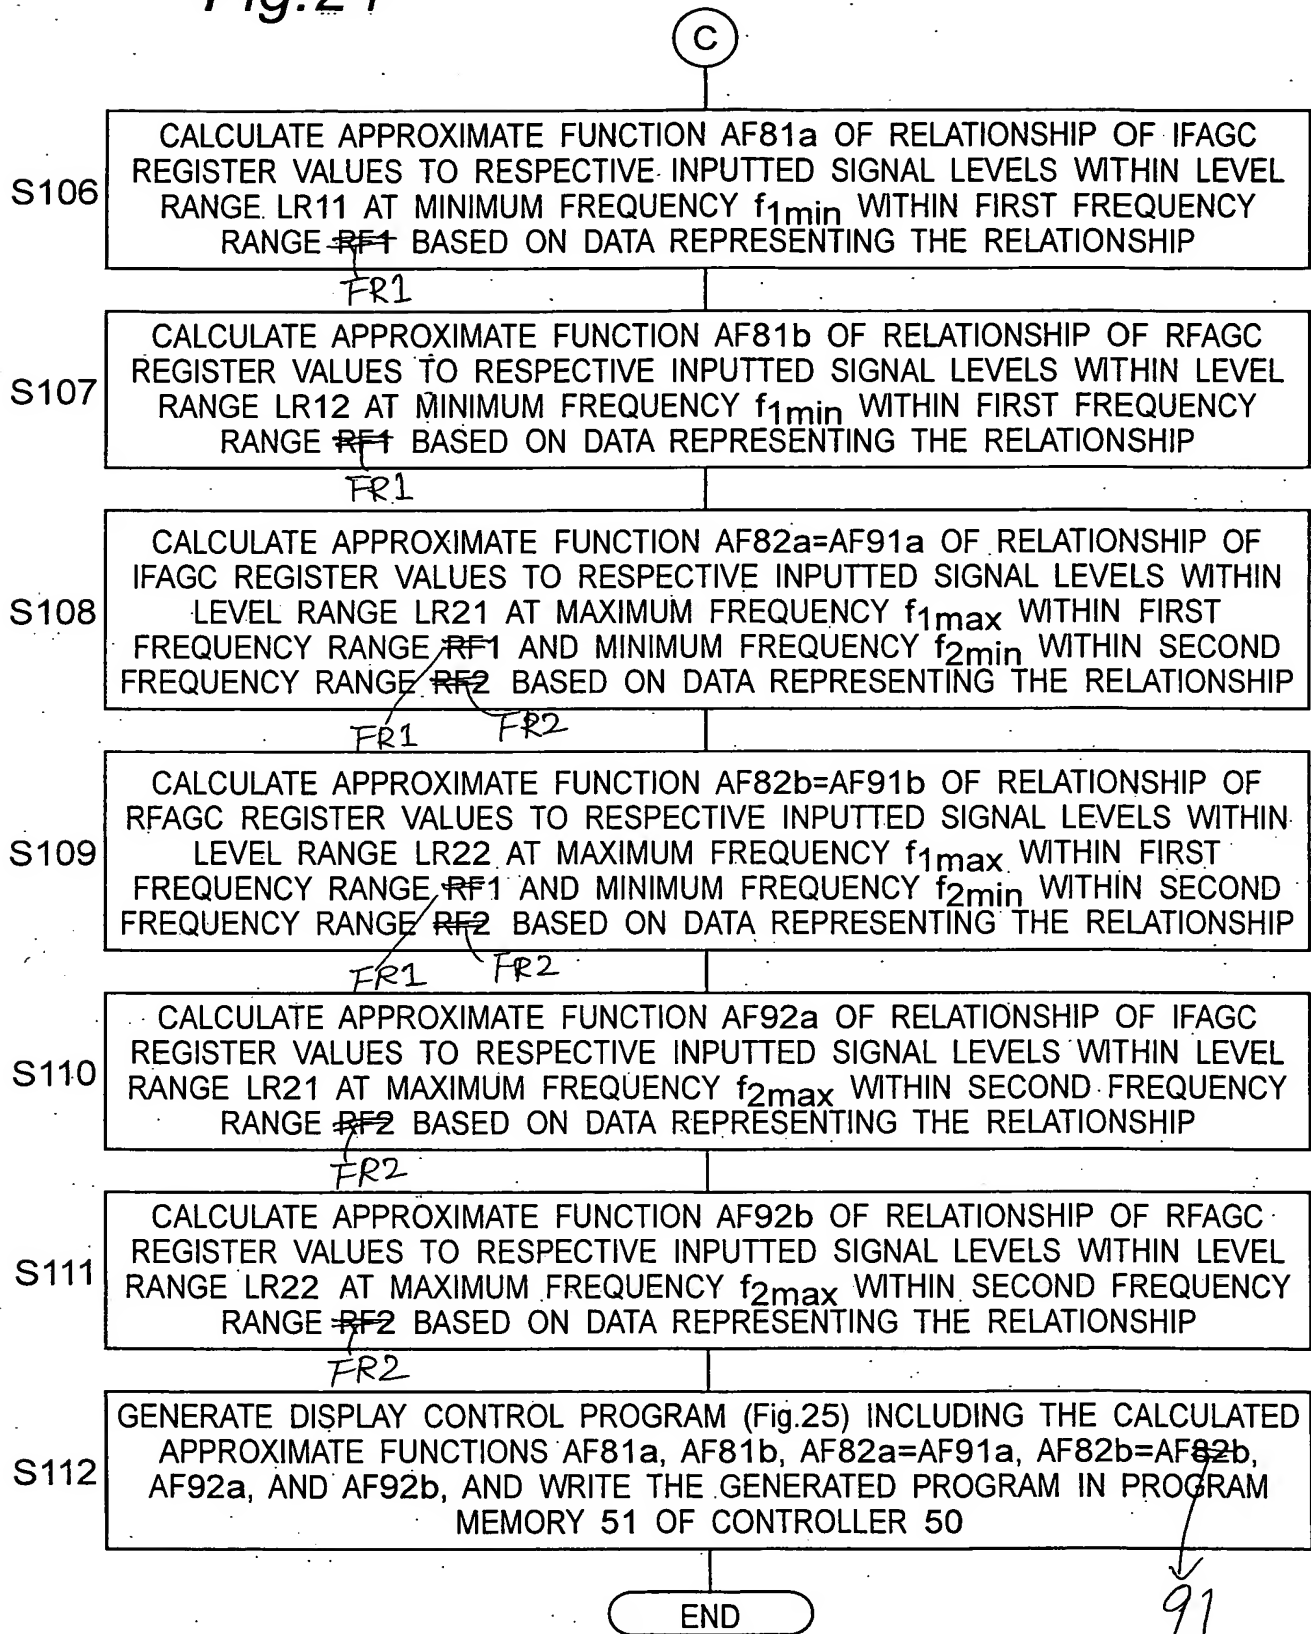 Fig.24
C
S106
CALCULATE APPROXIMATE FUNCTION AF81a OF RELATIONSHIP OF IFAGC
REGISTER VALUES TO RESPECTIVE INPUTTED SIGNAL LEVELS WITHIN LEVEL
RANGE LR11 AT MINIMUM FREQUENCY f1min WITHIN FIRST FREQUENCY
RANGE RF1 BASED ON DATA REPRESENTING THE RELATIONSHIP
FR1
S107
CALCULATE APPROXIMATE FUNCTION AF81b OF RELATIONSHIP OF RFAGC
REGISTER VALUES TO RESPECTIVE INPUTTED SIGNAL LEVELS WITHIN LEVEL
RANGE LR12 AT MINIMUM FREQUENCY f1min WITHIN FIRST FREQUENCY
RANGE RF1 BASED ON DATA REPRESENTING THE RELATIONSHIP
FR1
S108
CALCULATE APPROXIMATE FUNCTION AF82a=AF91a OF RELATIONSHIP OF
IFAGC REGISTER VALUES TO RESPECTIVE INPUTTED SIGNAL LEVELS WITHIN
LEVEL RANGE LR21 AT MAXIMUM FREQUENCY f1max WITHIN FIRST
FREQUENCY RANGE RF1 AND MINIMUM FREQUENCY f2min WITHIN SECOND
FREQUENCY RANGE RF2 BASED ON DATA REPRESENTING THE RELATIONSHIP
FR1 FR2
S109
CALCULATE APPROXIMATE FUNCTION AF82b=AF91b OF RELATIONSHIP OF
RFAGC REGISTER VALUES TO RESPECTIVE INPUTTED SIGNAL LEVELS WITHIN
LEVEL RANGE LR22 AT MAXIMUM FREQUENCY f1max WITHIN FIRST
FREQUENCY RANGE RF1 AND MINIMUM FREQUENCY f2min WITHIN SECOND
FREQUENCY RANGE RF2 BASED ON DATA REPRESENTING THE RELATIONSHIP
FR1 FR2
S110
CALCULATE APPROXIMATE FUNCTION AF92a OF RELATIONSHIP OF IFAGC
REGISTER VALUES TO RESPECTIVE INPUTTED SIGNAL LEVELS WITHIN LEVEL
RANGE LR21 AT MAXIMUM FREQUENCY f2max WITHIN SECOND FREQUENCY
RANGE RF2 BASED ON DATA REPRESENTING THE RELATIONSHIP
FR2
S111
CALCULATE APPROXIMATE FUNCTION AF92b OF RELATIONSHIP OF RFAGC
REGISTER VALUES TO RESPECTIVE INPUTTED SIGNAL LEVELS WITHIN LEVEL
RANGE LR22 AT MAXIMUM FREQUENCY f2max WITHIN SECOND FREQUENCY
RANGE RF2 BASED ON DATA REPRESENTING THE RELATIONSHIP
FR2
S112
GENERATE DISPLAY CONTROL PROGRAM (Fig.25) INCLUDING THE CALCULATED
APPROXIMATE FUNCTIONS AF81a, AF81b, AF82a=AF91a, AF82b=AF82b,
AF92a, AND AF92b, AND WRITE THE GENERATED PROGRAM IN PROGRAM
MEMORY 51 OF CONTROLLER 50
91
END